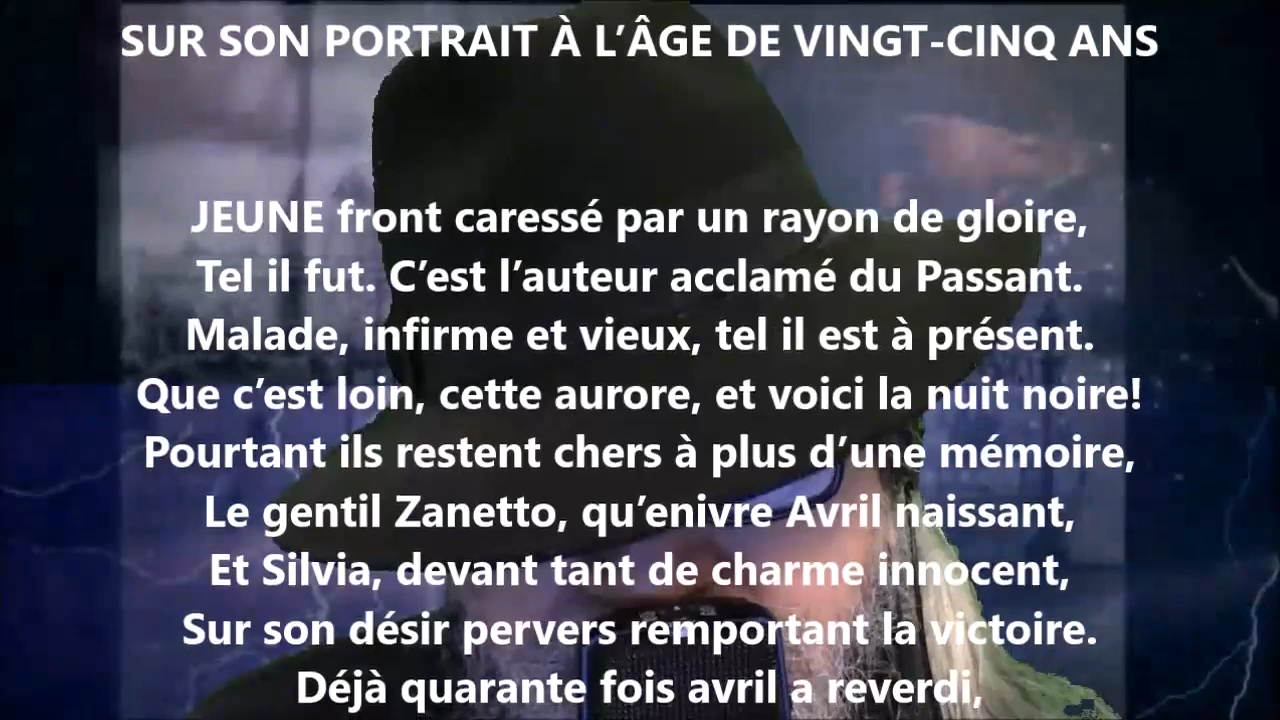 SUR SON PORTRAIT À L’ÂGE DE VINGT-CINQ ANS
JEUNE front caressé par un rayon de gloire,
Tel il fut. C’est l’auteur acclamé du Passant.
Malade, infirme et vieux, tel il est à présent.
Que c’est loin, cette aurore, et voici la nuit noire!
Pourtant ils restent chers à plus d’une mémoire,
Le gentil Zanetto, qu’enivre Avril naissant,
Et Silvia, devant tant de charme innocent,
Sur son désir pervers remportant la victoire.
Déjà quarante fois avril a reverdi,